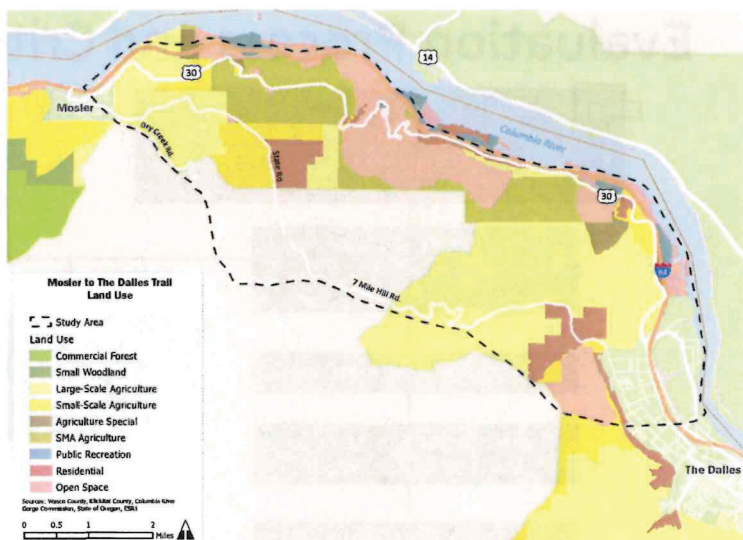 14
30
Mosler
Dry Creek Rd.
State Rd
Columbia River
30
84
7 Mile Hill Rd.
The Dalles
Mosler to The Dalles Trail
Land Use
Study Area
Land Use
Commercial Forest
Small Woodland
Large-Scale Agriculture
Small-Scale Agriculture
Agriculture Special
SMA Agriculture
Public Recreation
Residential
Open Space
Sources: Wasco County, Klickitat County, Columbia River
Gorge Commission, State of Oregon, ESRI
0 0.5 1 2
Miles